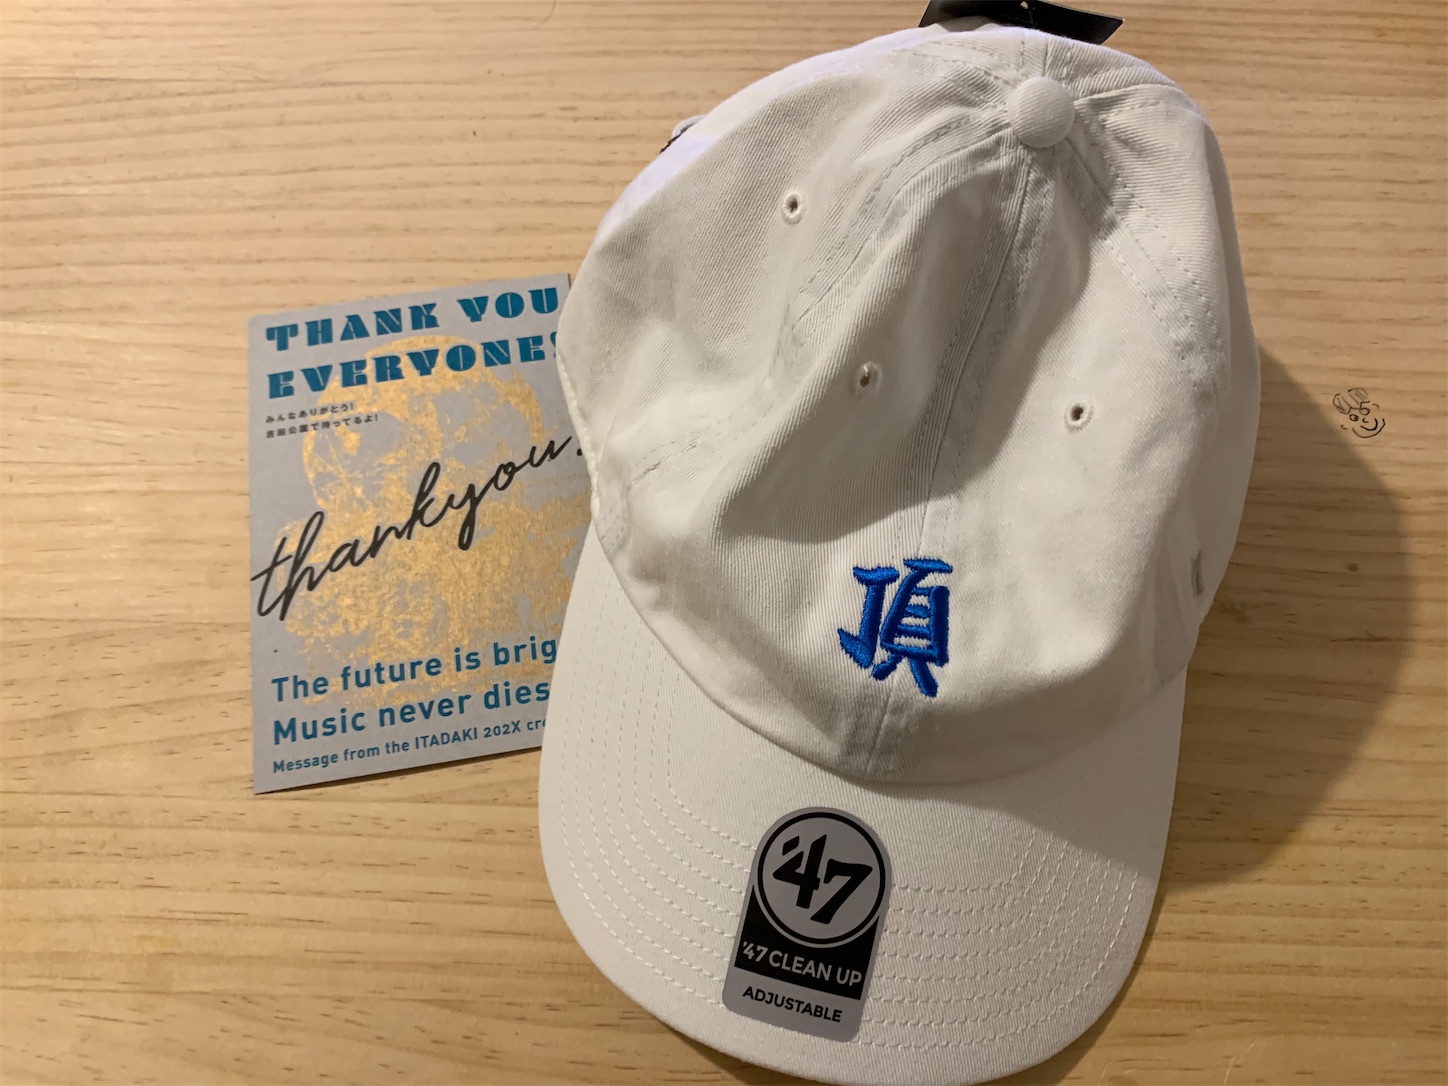 THANK YOU
EVERYONE!
みんなありがとう!
吉田公園で待ってるよ!
thankyou.
The future is brig
Music never dies
Message from the ITADAKI 202X cre
頂
'47
'47 CLEAN UP
ADJUSTABLE